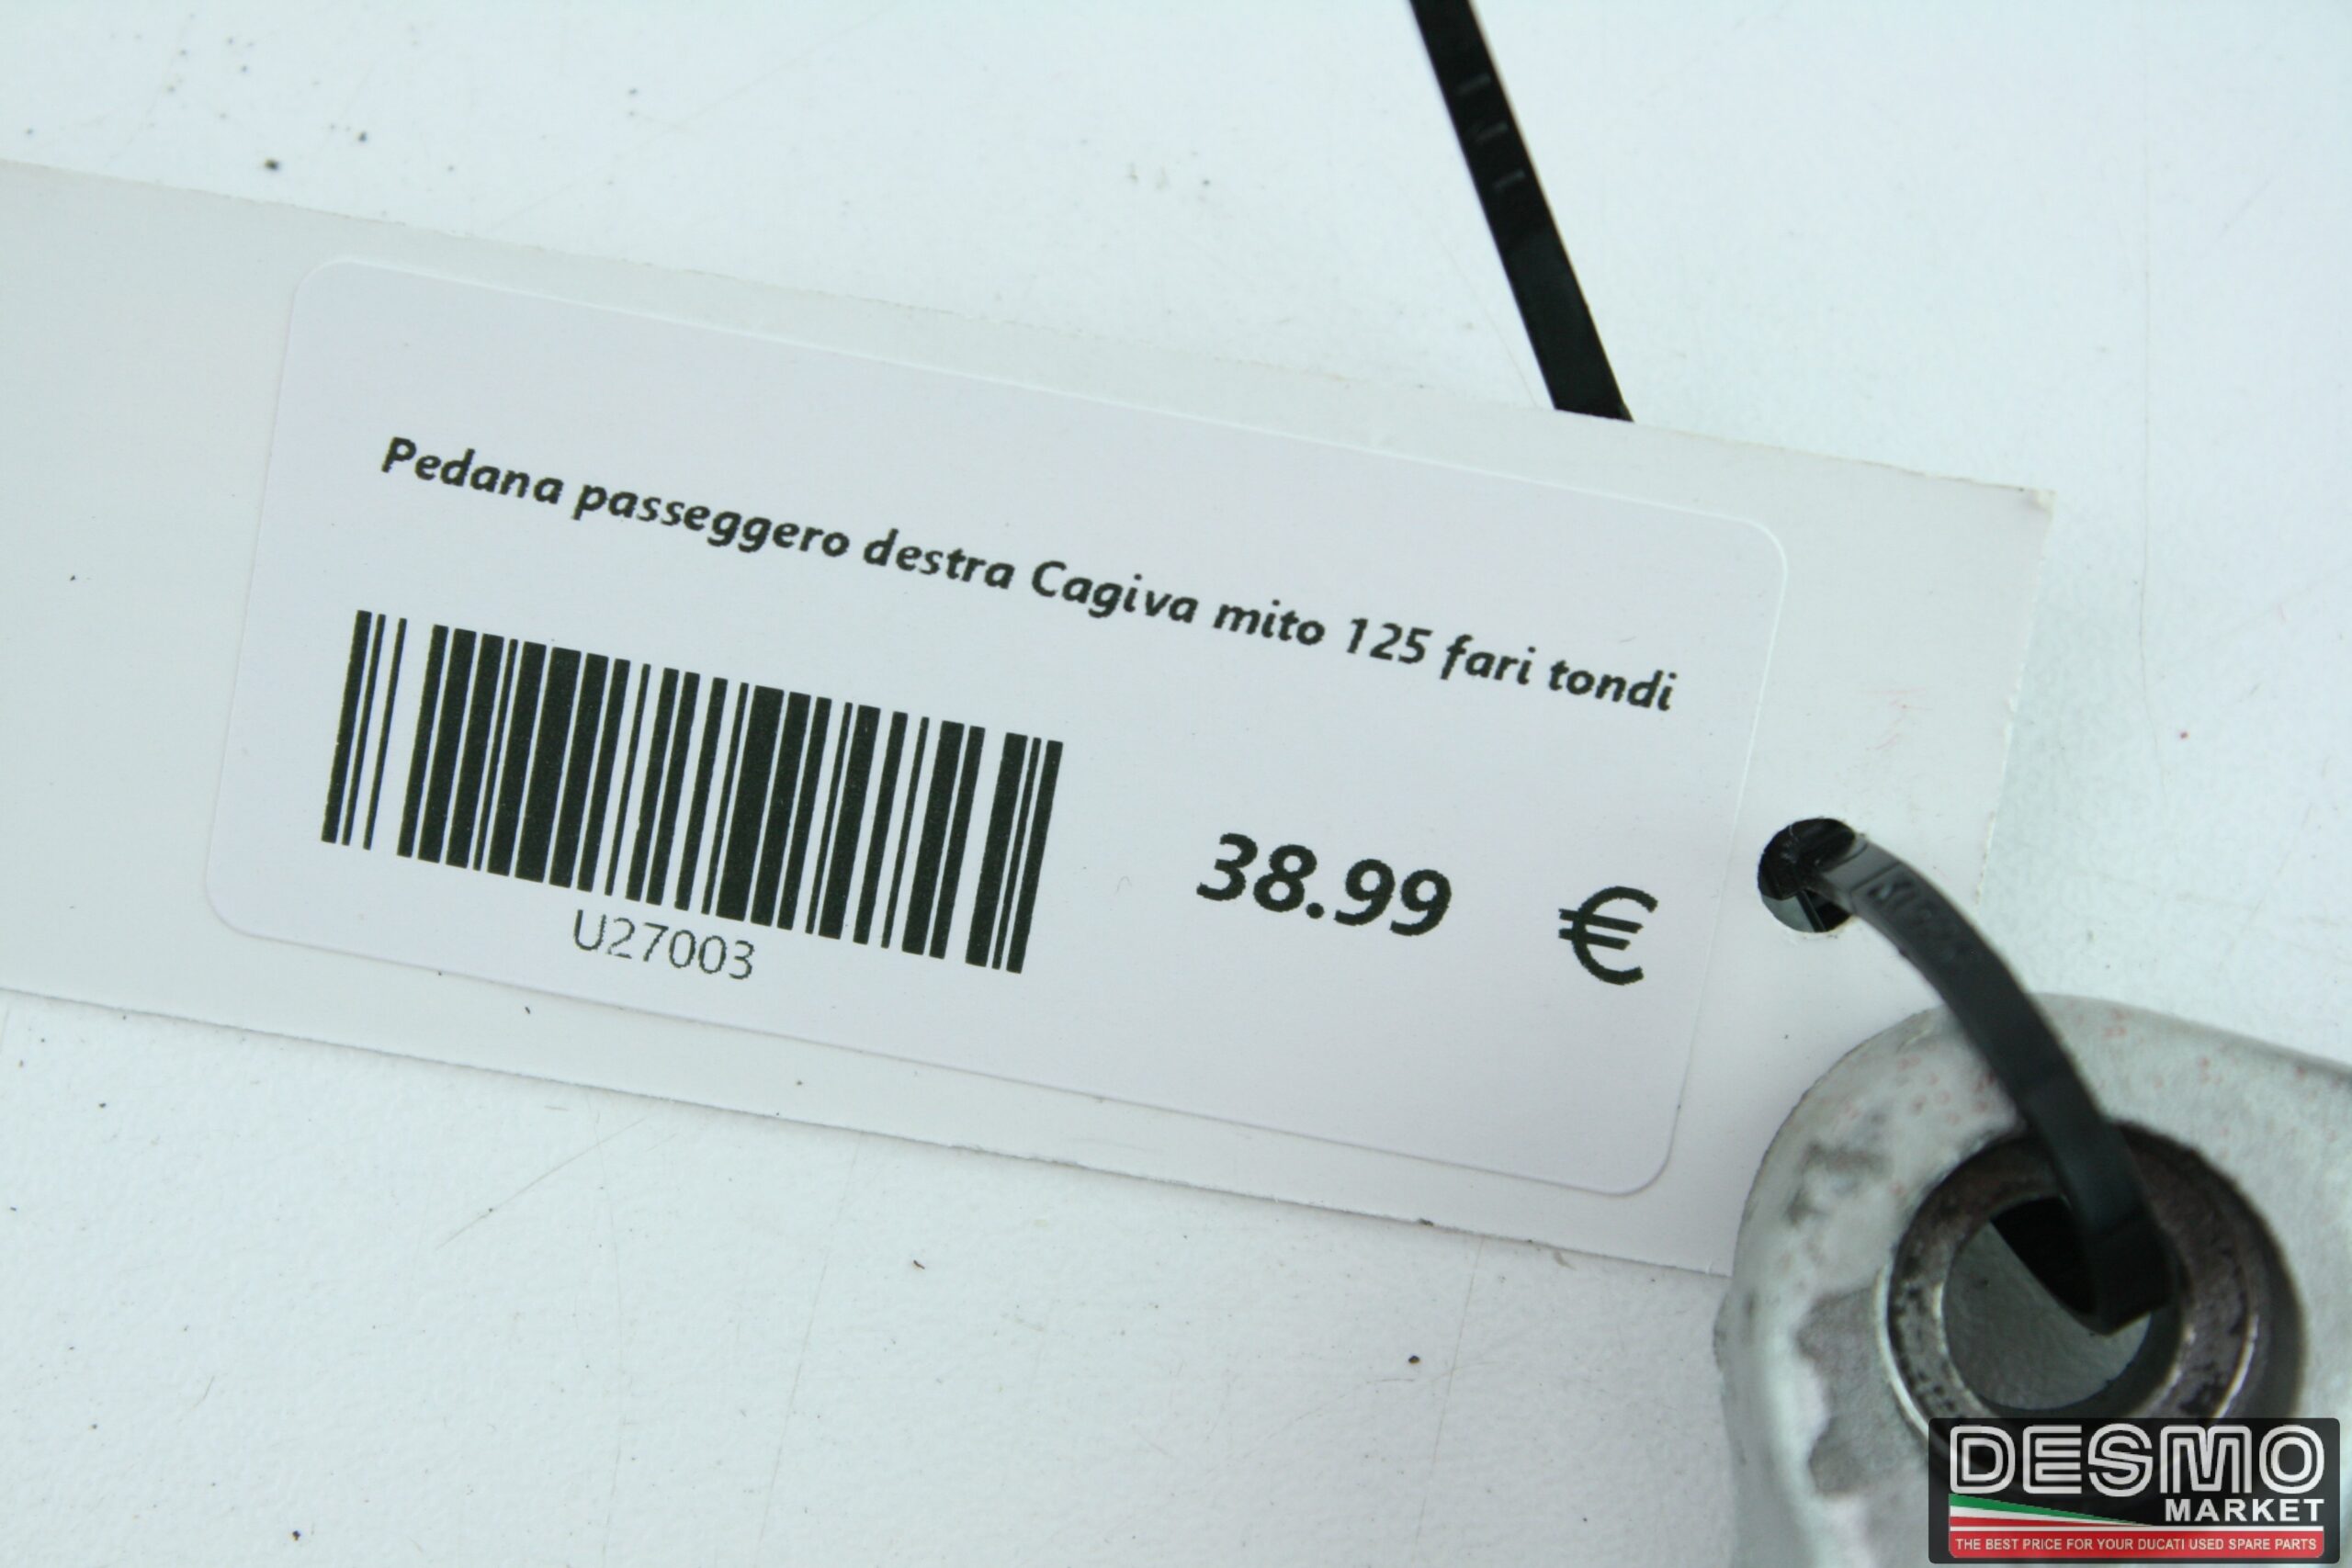 Pedana passeggero destra Cagiva mito 125 fari tondi
38.99 €
U27003
DESMO
MARKET
THE BEST PRICE FOR YOUR DUCATI USED SPARE PARTS